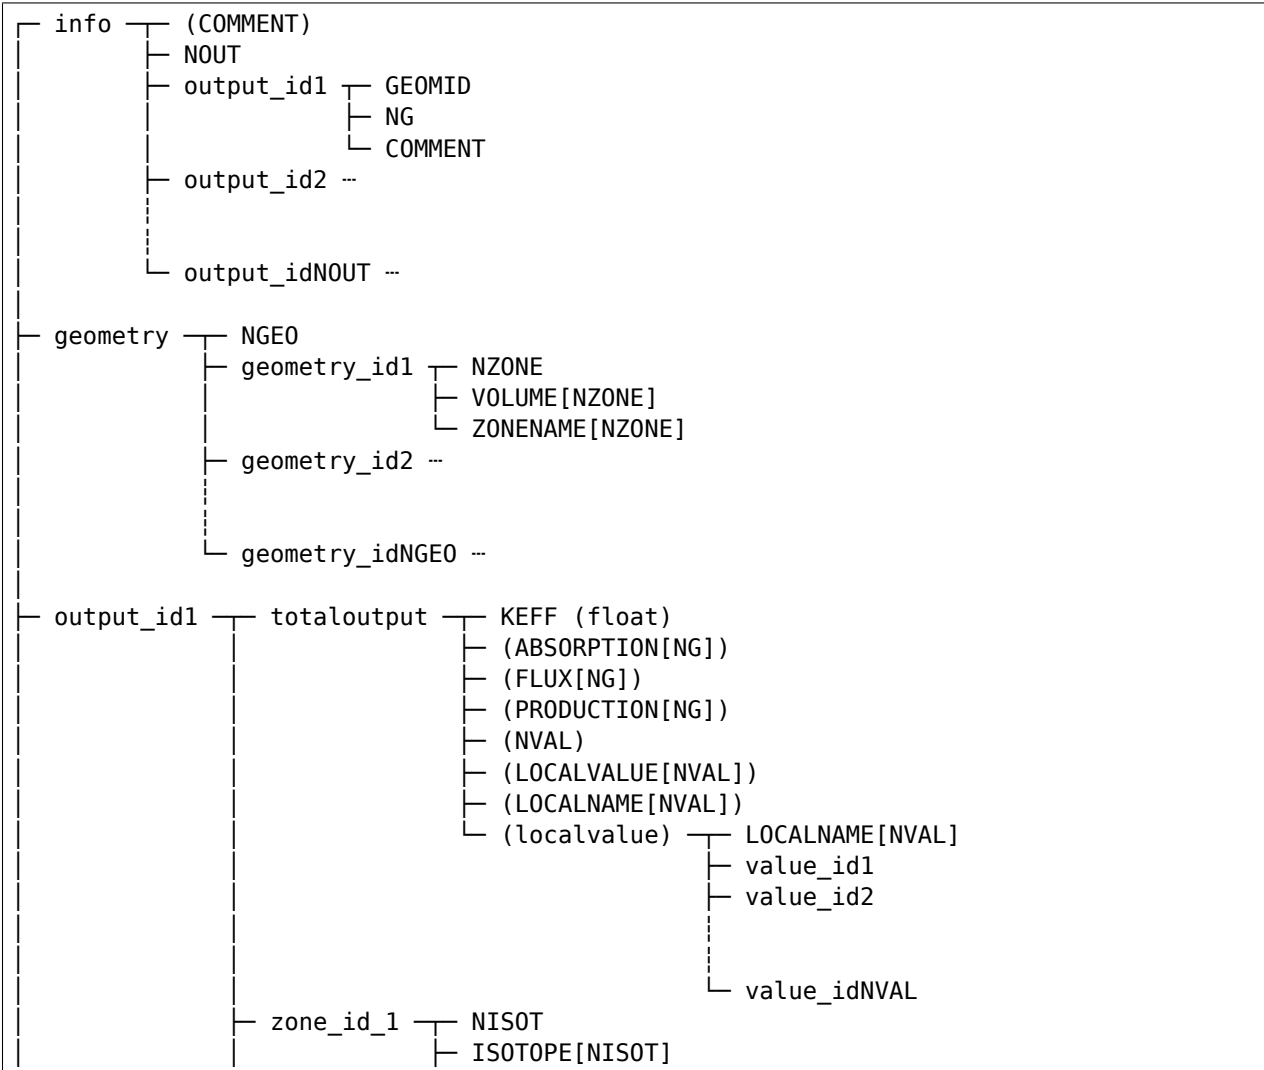 info (COMMENT)
NOUT
output_id1 GEOMID
NG
COMMENT
output_id2 ┄
output_idNOUT ┄
geometry NGEO
geometry_id1 NZONE
VOLUME[NZONE]
ZONENAME[NZONE]
geometry_id2 ┄
geometry_idNGEO ┄
output_id1 totaloutput KEFF (float)
(ABSORPTION[NG])
(FLUX[NG])
(PRODUCTION[NG])
(NVAL)
(LOCALVALUE[NVAL])
(LOCALNAME[NVAL])
(localvalue) LOCALNAME[NVAL]
value_id1
value_id2
value_idNVAL
zone_id_1 NISOT
ISOTOPE[NISOT]